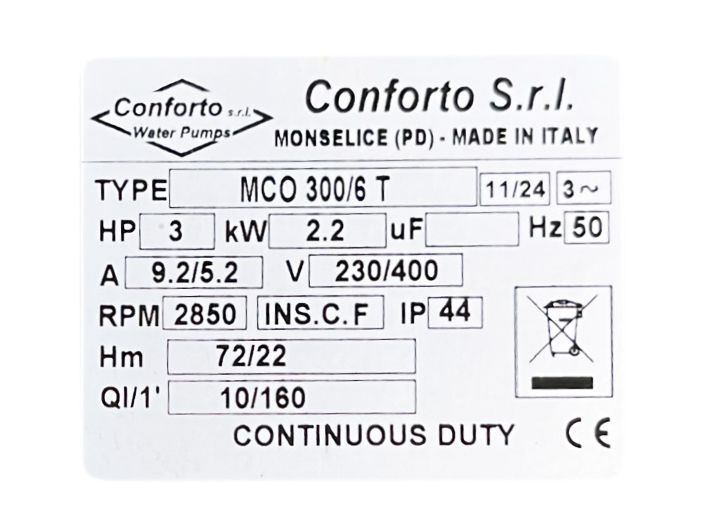 Conforto s.r.l.
Water Pumps
Conforto S.r.l.
MONSELICE (PD) - MADE IN ITALY
TYPE MCO 300/6 T 11/24 3~
HP 3 kW 2.2 uF Hz 50
A 9.2/5.2 V 230/400
RPM 2850 INS.C.F IP 44
Hm 72/22
Ql/1' 10/160
CONTINUOUS DUTY CE